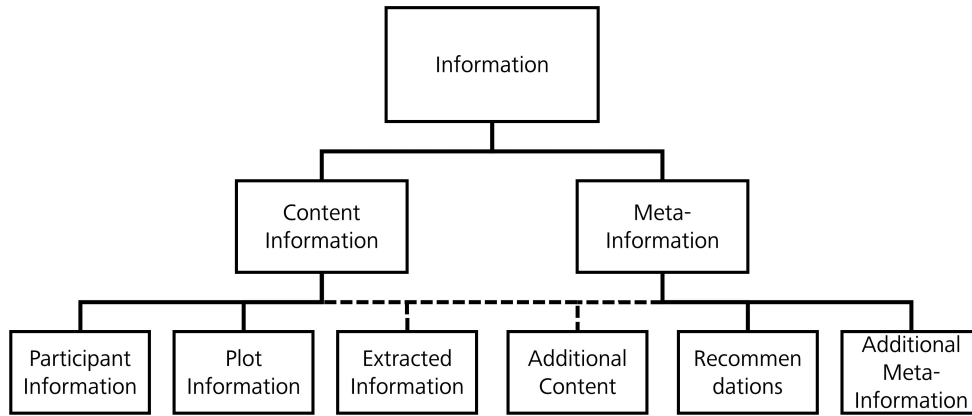 Information
Content
Information
Meta-
Information
Participant
Information
Plot
Information
Extracted
Information
Additional
Content
Recommen
dations
Additional
Meta-
Information